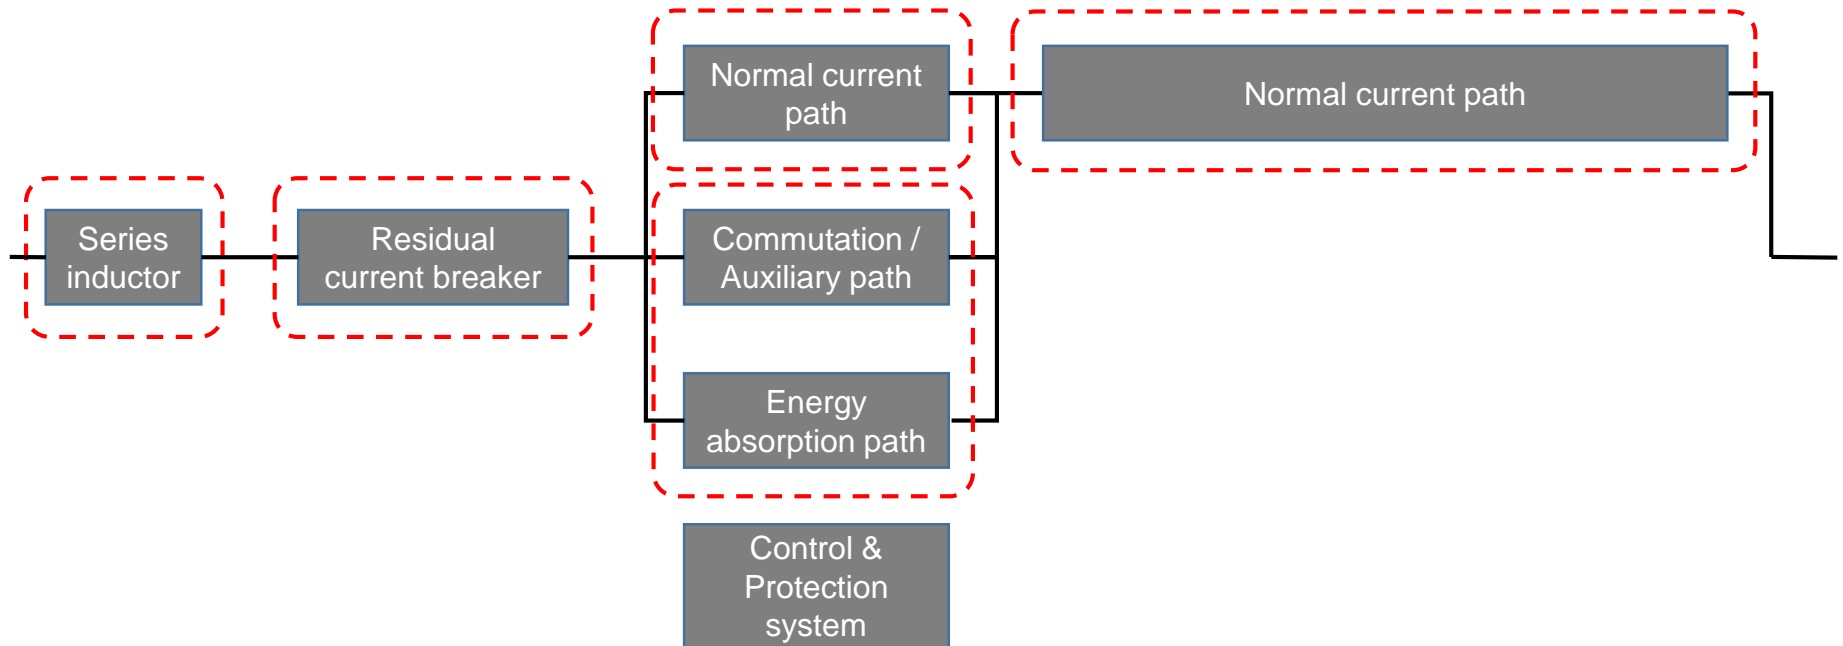 Normal current
path
Normal current path
Series
inductor
Residual
current breaker
Commutation /
Auxiliary path
Energy
absorption path
Control &
Protection
system